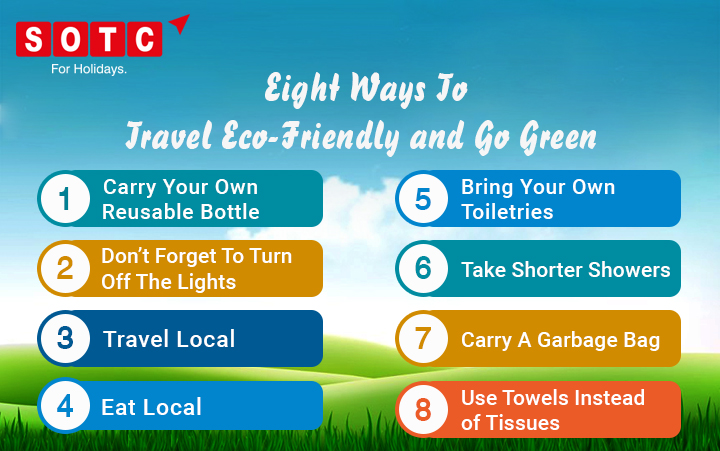 SOTC
For Holidays.
Eight Ways To
Travel Eco-Friendly and Go Green
1
Carry Your Own
Reusable Bottle
2
Don't Forget To Turn
Off The Lights
3
Travel Local
4
Eat Local
5
Bring Your Own
Toiletries
6
Take Shorter Showers
7
Carry A Garbage Bag
8
Use Towels Instead
of Tissues